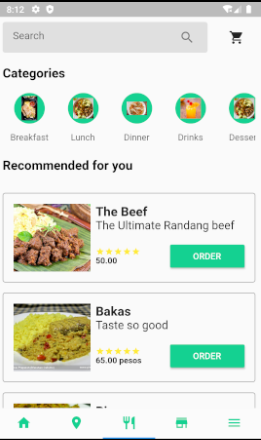 8:12
Search
Categories
Breakfast Lunch Dinner Drinks Desser
Recommended for you
The Beef
The Ultimate Randang beef
50.00
ORDER
Bakas
Taste so good
65.00 pesos
ORDER